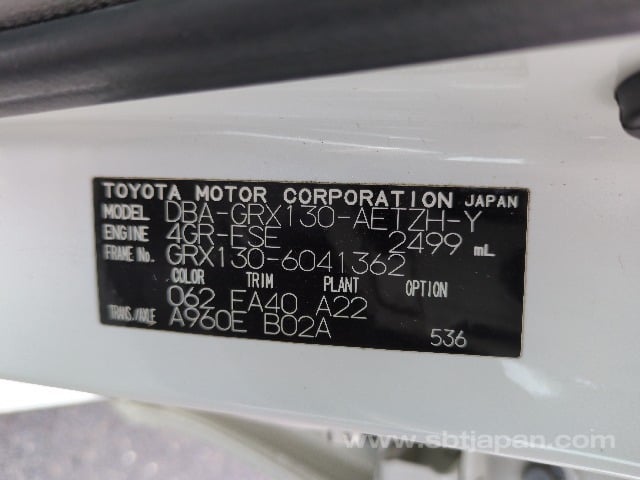 TOYOTA MOTOR CORPORATION JAPAN
MODEL DBA-GRX130-AETZH-Y
ENGINE 4GR-FSE 2499 mL
FRAME No. GRX130-6041362
COLOR TRIM PLANT OPTION
062 FA40 A22
TRANS./AXLE A960E B02A 536
www.sbtjapan.com